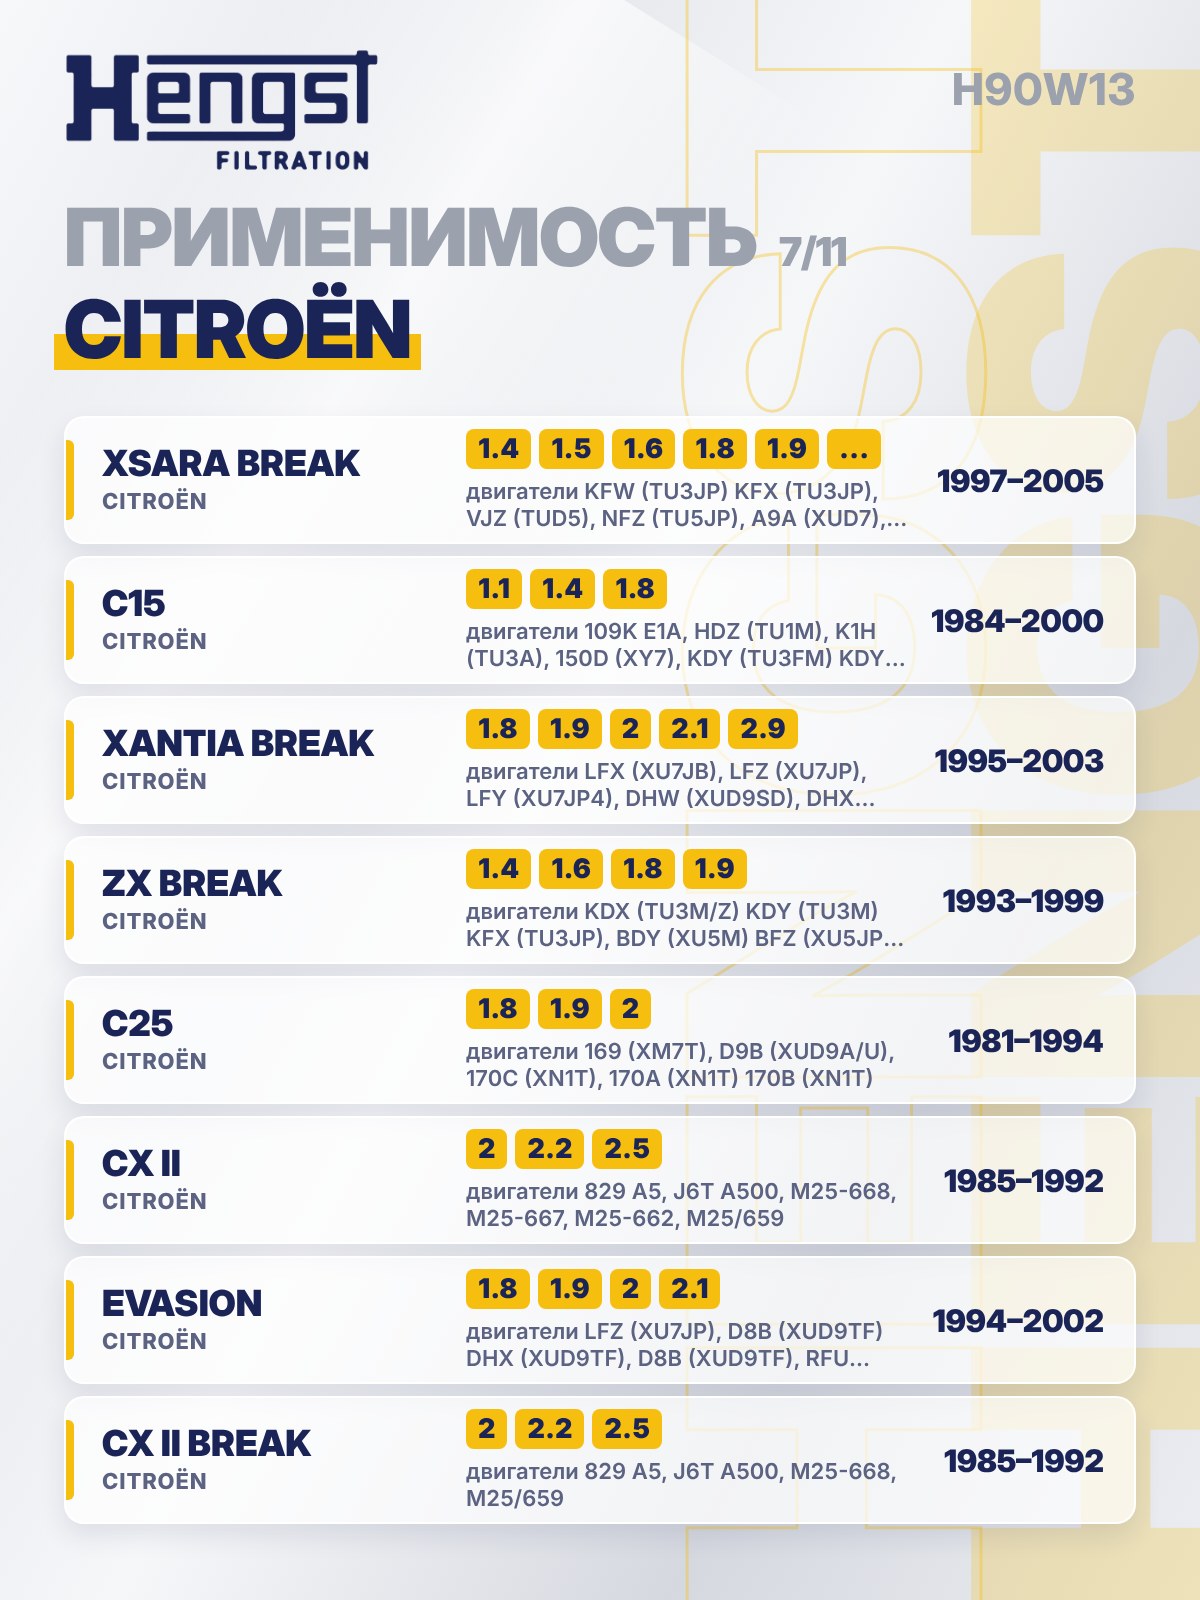 Hengst
FILTRATION
H90W13
ПРИМЕНИМОСТЬ 7/11
CITROËN
XSARA BREAK
CITROËN
1.4 1.5 1.6 1.8 1.9 ...
двигатели KFW (TU3JP) KFX (TU3JP),
VJZ (TUD5), NFZ (TU5JP), A9A (XUD7),...
1997–2005
C15
CITROËN
1.1 1.4 1.8
двигатели 109K E1A, HDZ (TU1M), K1H
(TU3A), 150D (XY7), KDY (TU3FM) KDY...
1984–2000
XANTIA BREAK
CITROËN
1.8 1.9 2 2.1 2.9
двигатели LFX (XU7JB), LFZ (XU7JP),
LFY (XU7JP4), DHW (XUD9SD), DHX...
1995–2003
ZX BREAK
CITROËN
1.4 1.6 1.8 1.9
двигатели KDX (TU3M/Z) KDY (TU3M)
KFX (TU3JP), BDY (XU5M) BFZ (XU5JP...
1993–1999
C25
CITROËN
1.8 1.9 2
двигатели 169 (XM7T), D9B (XUD9A/U),
170C (XN1T), 170A (XN1T) 170B (XN1T)
1981–1994
CX II
CITROËN
2 2.2 2.5
двигатели 829 A5, J6T A500, M25-668,
M25-667, M25-662, M25/659
1985–1992
EVASION
CITROËN
1.8 1.9 2 2.1
двигатели LFZ (XU7JP), D8B (XUD9TF)
DHX (XUD9TF), D8B (XUD9TF), RFU...
1994–2002
CX II BREAK
CITROËN
2 2.2 2.5
двигатели 829 A5, J6T A500, M25-668,
M25/659
1985–1992
HENGST